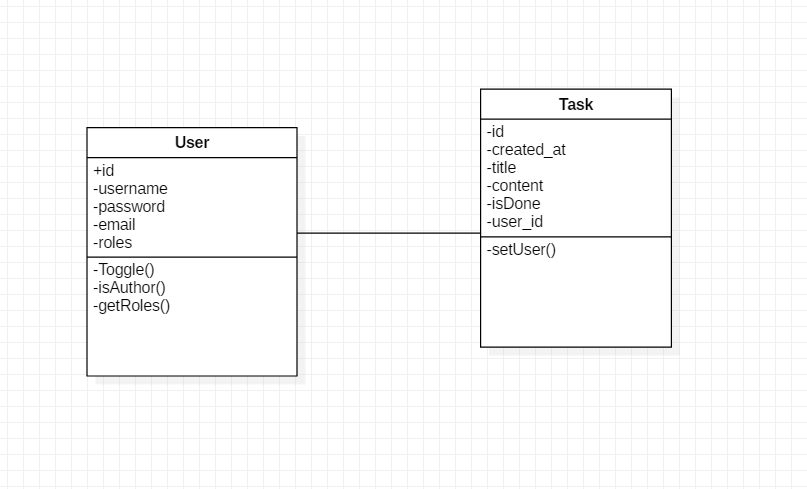 User
+id
-username
-password
-email
-roles
-Toggle()
-isAuthor()
-getRoles()
Task
-id
-created_at
-title
-content
-isDone
-user_id
-setUser()